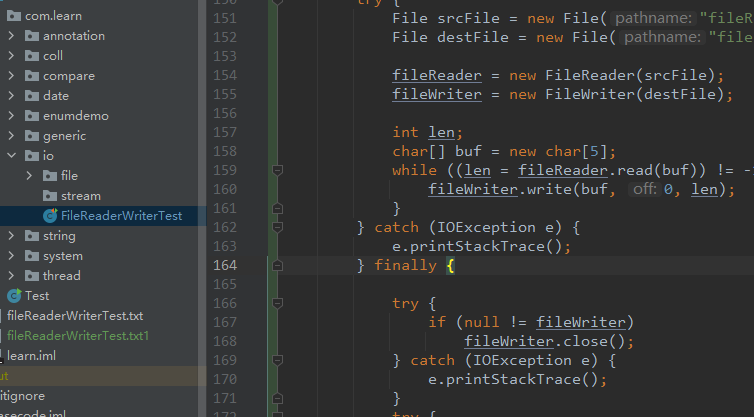 com.learn
annotation
coll
compare
date
enumdemo
generic
io
file
stream
FileReaderWriterTest
string
system
thread
Test
fileReaderWriterTest.txt
fileReaderWriterTest.txt1
learn.iml
ut
itignore
asecode.iml
150 try {
151 File srcFile = new File( pathname: "fileR
152 File destFile = new File( pathname: "file
153
154 fileReader = new FileReader(srcFile);
155 fileWriter = new FileWriter(destFile);
156
157 int len;
158 char[] buf = new char[5];
159 while ((len = fileReader.read(buf)) != -
160 fileWriter.write(buf, off: 0, len);
161 }
162 } catch (IOException e) {
163 e.printStackTrace();
164 } finally {
165
166 try {
167 if (null != fileWriter)
168 fileWriter.close();
169 } catch (IOException e) {
170 e.printStackTrace();
171 }
172 try {